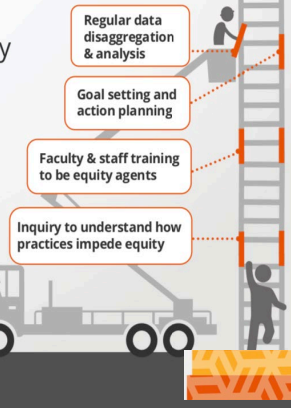 y
Regular data
disaggregation
& analysis
Goal setting and
action planning
Faculty & staff training
to be equity agents
Inquiry to understand how
practices impede equity